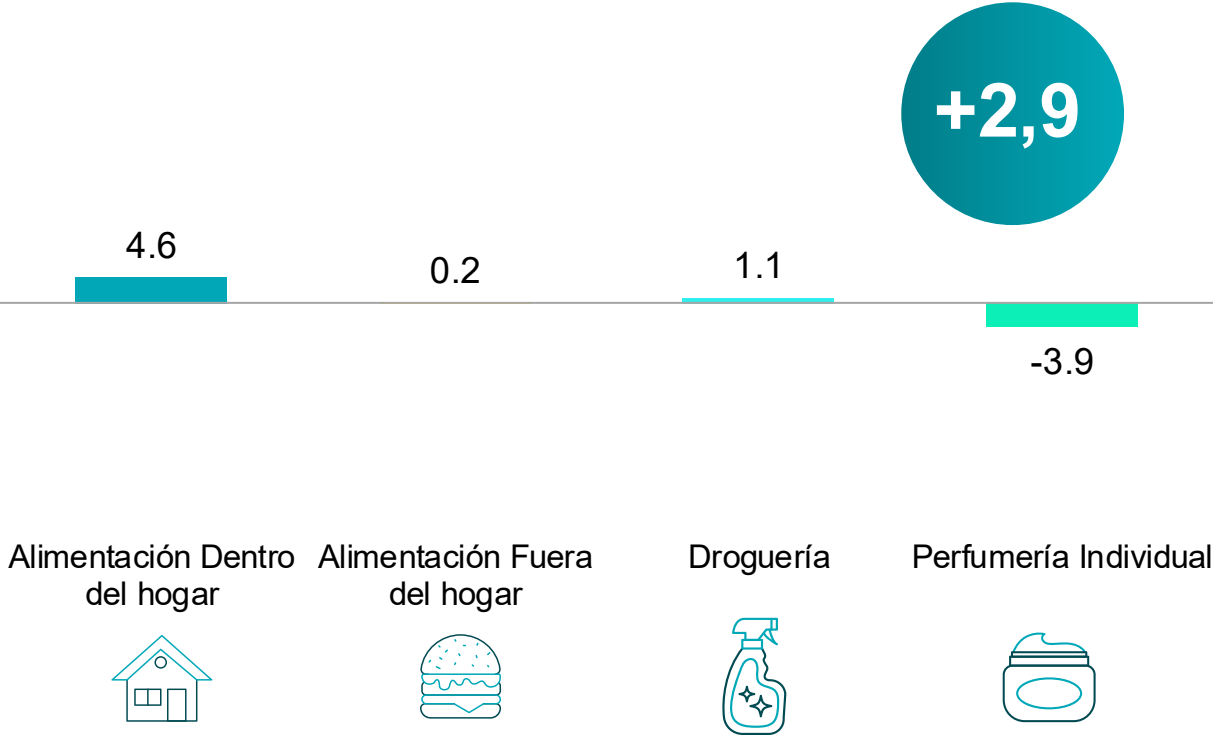 +2,9
4.6
0.2
1.1
-3.9
Alimentación Dentro
del hogar
Alimentación Fuera
del hogar
Droguería
Perfumería Individual